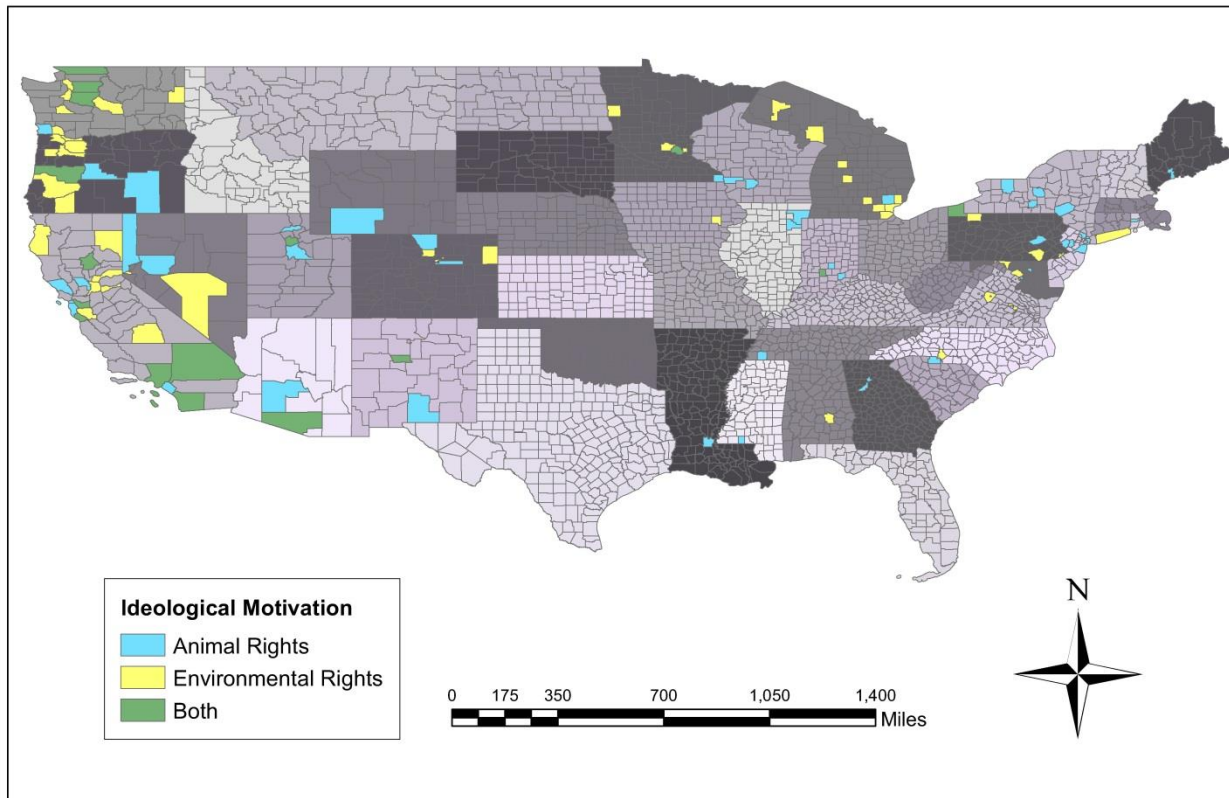 Ideological Motivation
Animal Rights
Environmental Rights
Both
0 175 350 700 1,050 1,400
Miles
N